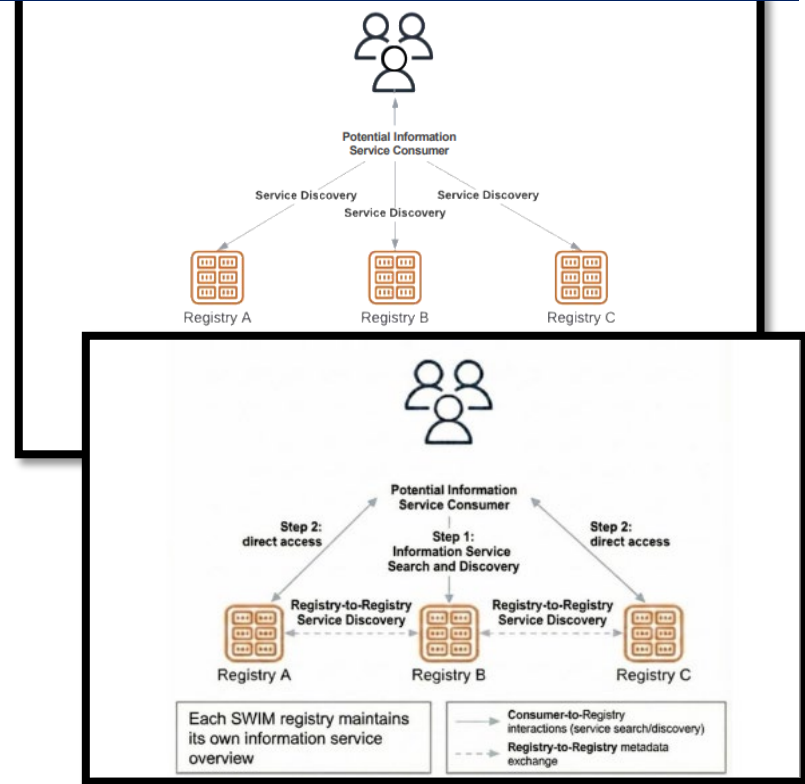 Potential Information
Service Consumer
Service Discovery
Service Discovery
Service Discovery
Registry A
Registry B
Registry C
Potential Information
Service Consumer
Step 2:
direct access
Step 1:
Information Service
Search and Discovery
Step 2:
direct access
Registry-to-Registry
Service Discovery
Registry-to-Registry
Service Discovery
Registry A
Registry B
Registry C
Each SWIM registry maintains
its own information service
overview
Consumer-to-Registry
interactions (service search/discovery)
Registry-to-Registry metadata
exchange